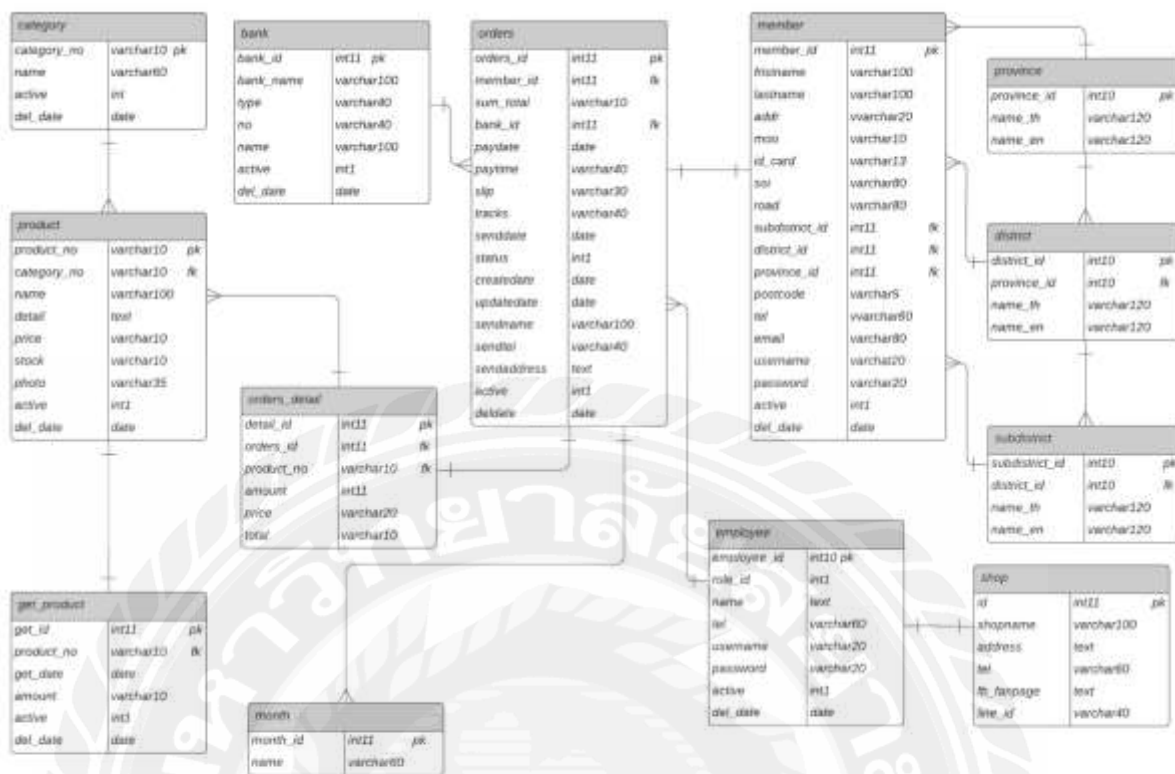 category
category_no varchar10 pk
name varchar60
active int
del_date date
bank
bank_id int11 pk
bank_name varchar100
type varchar40
no varchar40
name varchar100
active int1
del_date date
orders
orders_id int11 pk
member_id int11 fk
sum_total varchar10
bank_id int11 fk
paydate date
paytime varchar40
slip varchar30
tracks varchar40
senddate date
status int1
createdate date
updatedate date
sendname varchar100
sendtel varchar40
sendaddress text
active int1
deldate date
member
member_id int11 pk
varchar100
lastname varchar100
addr vvarchar20
moo varchar10
id_card varchar13
soi varchar80
road varchar80
subdistrict_id int11 fk
district_id int11 fk
province_id int11 fk
postcode varchar5
tel vvarchar60
email varchar80
username
password varchar20
active int1
del_date date
province
province_id int10 pk
name_th varchar120
name_en varchar120
product
product_no varchar10 pk
category_no varchar10 fk
name varchar100
detail text
price varchar10
stock varchar10
photo varchar35
active int1
del_date date
district
district_id int10 pk
province_id int10 fk
name_th varchar120
name_en varchar120
orders_detail
detail_id int11 pk
orders_id int11 fk
product_no varchar10 fk
amount int11
price varchar20
total varchar10
subdistrict
subdistrict_id int10 pk
district_id int10 fk
name_th varchar120
name_en varchar120
employee
employee_id int10 pk
role_id int1
name text
tel varchar60
username varchar20
password varchar20
active int1
del_date date
shop
id int11 pk
shopname varchar100
address text
tel varchar60
fb_fanpage text
line_id varchar40
get_product
get_id int11 pk
product_no varchar10 fk
get_date date
amount varchar10
active int1
del_date date
month
month_id int11 pk
name varchar60